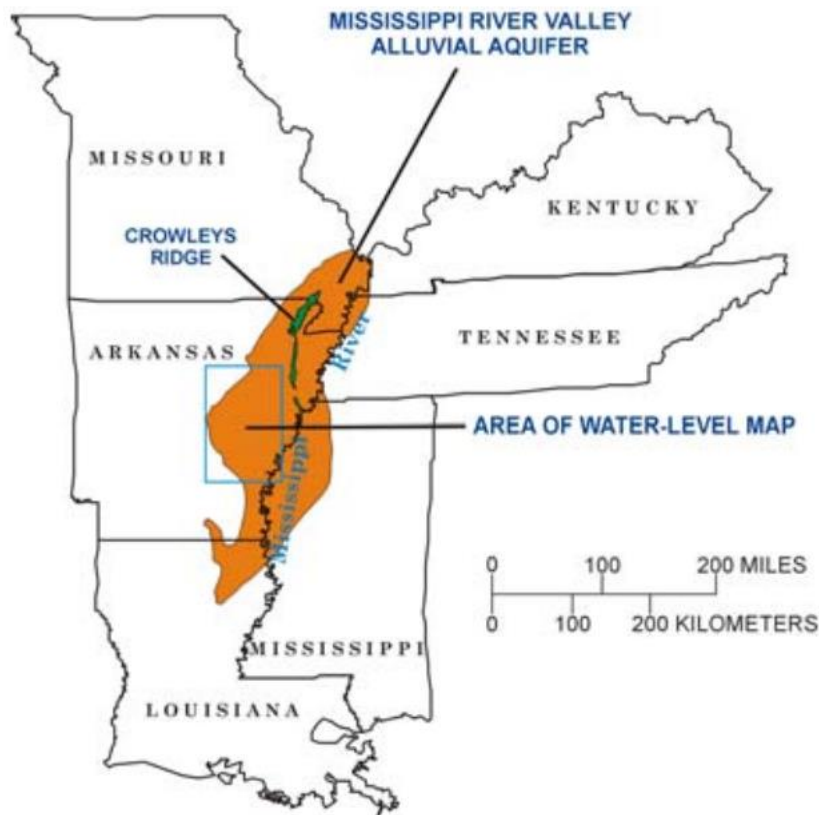 MISSISSIPPI RIVER VALLEY
ALLUVIAL AQUIFER
MISSOURI
KENTUCKY
CROWLEYS
RIDGE
ARKANSAS
TENNESSEE
River
AREA OF WATER-LEVEL MAP
Mississippi
0 100 200 MILES
0 100 200 KILOMETERS
MISSISSIPPI
LOUISIANA